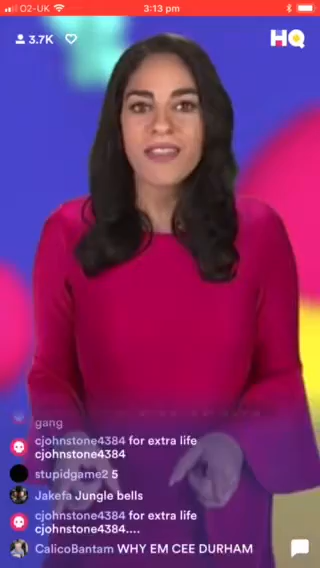 O2-UK 3:13 pm
3.7K HQ
gang
cjohnstone4384 for extra life
cjohnstone4384
stupidgame2 5
Jakefa Jungle bells
cjohnstone4384 for extra life
cjohnstone4384....
CalicoBantam WHY EM CEE DURHAM